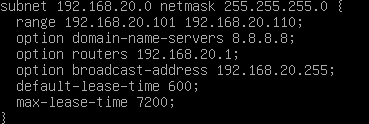 subnet 192.168.20.0 netmask 255.255.255.0 {
  range 192.168.20.101 192.168.20.110;
  option domain-name-servers 8.8.8.8;
  option routers 192.168.20.1;
  option broadcast-address 192.168.20.255;
  default-lease-time 600;
  max-lease-time 7200;
}